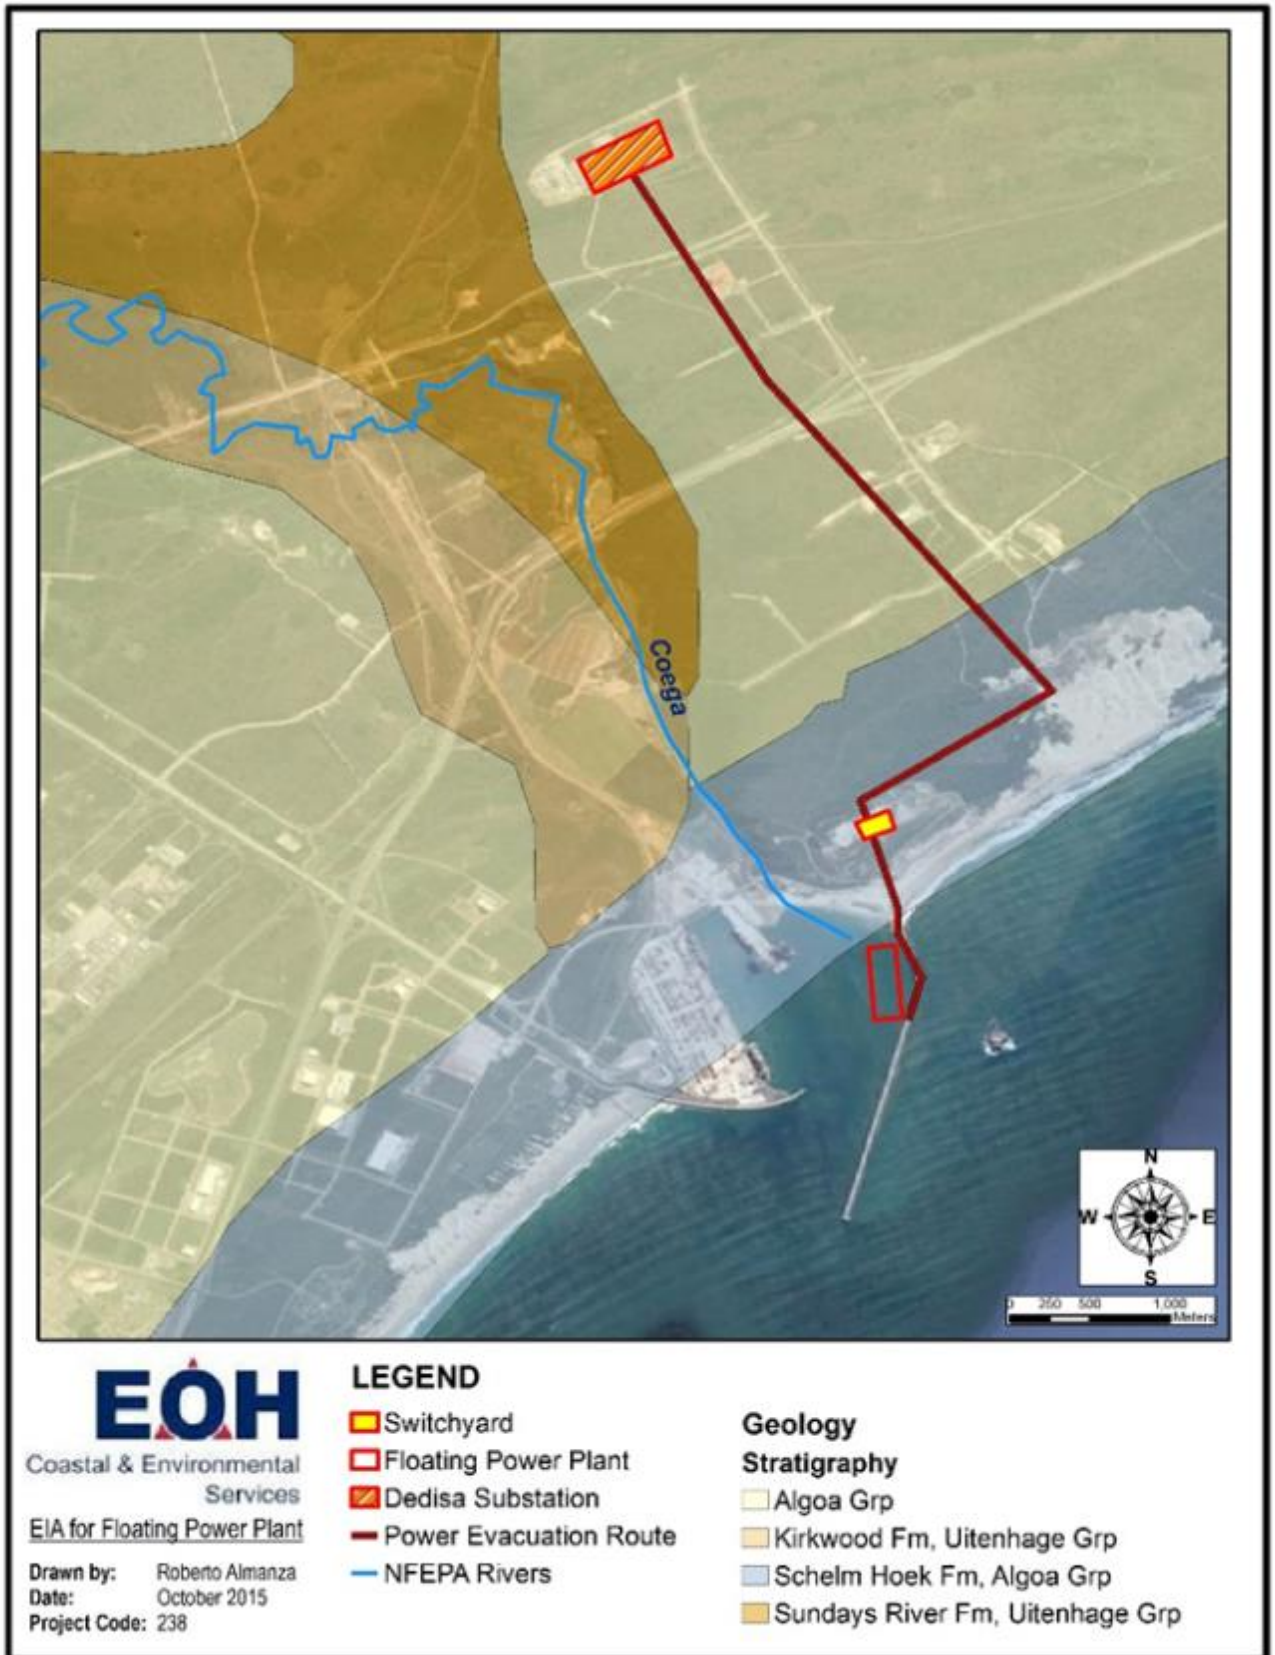 Coega
N
W
E
S
0 250 500 1,000
Meters
EOH
Coastal & Environmental
Services
EIA for Floating Power Plant
Drawn by: Roberto Almanza
Date: October 2015
Project Code: 238
LEGEND
Switchyard
Floating Power Plant
Dedisa Substation
Power Evacuation Route
NFEPA Rivers
Geology
Stratigraphy
Algoa Grp
Kirkwood Fm, Uitenhage Grp
Schelm Hoek Fm, Algoa Grp
Sundays River Fm, Uitenhage Grp